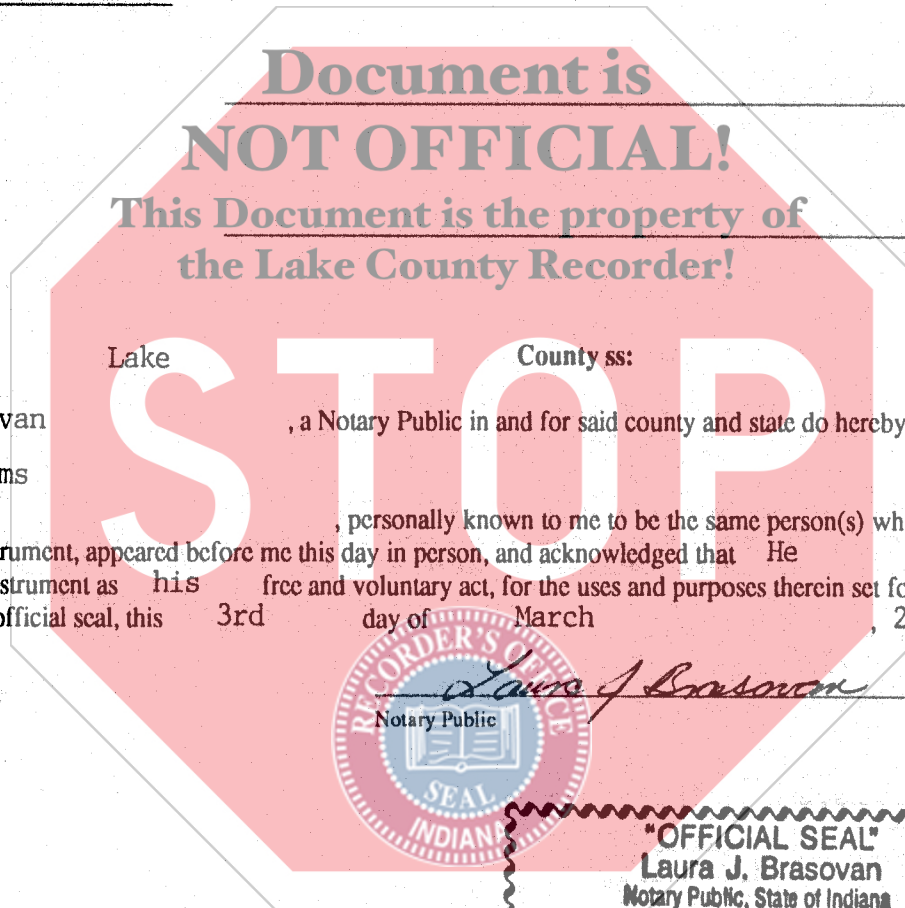 Document is
NOT OFFICIAL!
This Document is the property of
the Lake County Recorder!
STOP
Lake County ss:
van , a Notary Public in and for said county and state do hereby
ms
, personally known to me to be the same person(s) wh
rument, appeared before me this day in person, and acknowledged that He
strument as his free and voluntary act, for the uses and purposes therein set fo
official seal, this 3rd day of March , 2
Laura J Brasovan
Notary Public
RECORDER'S OFFICE
SEAL
INDIANA
"OFFICIAL SEAL"
Laura J. Brasovan
Notary Public, State of Indiana